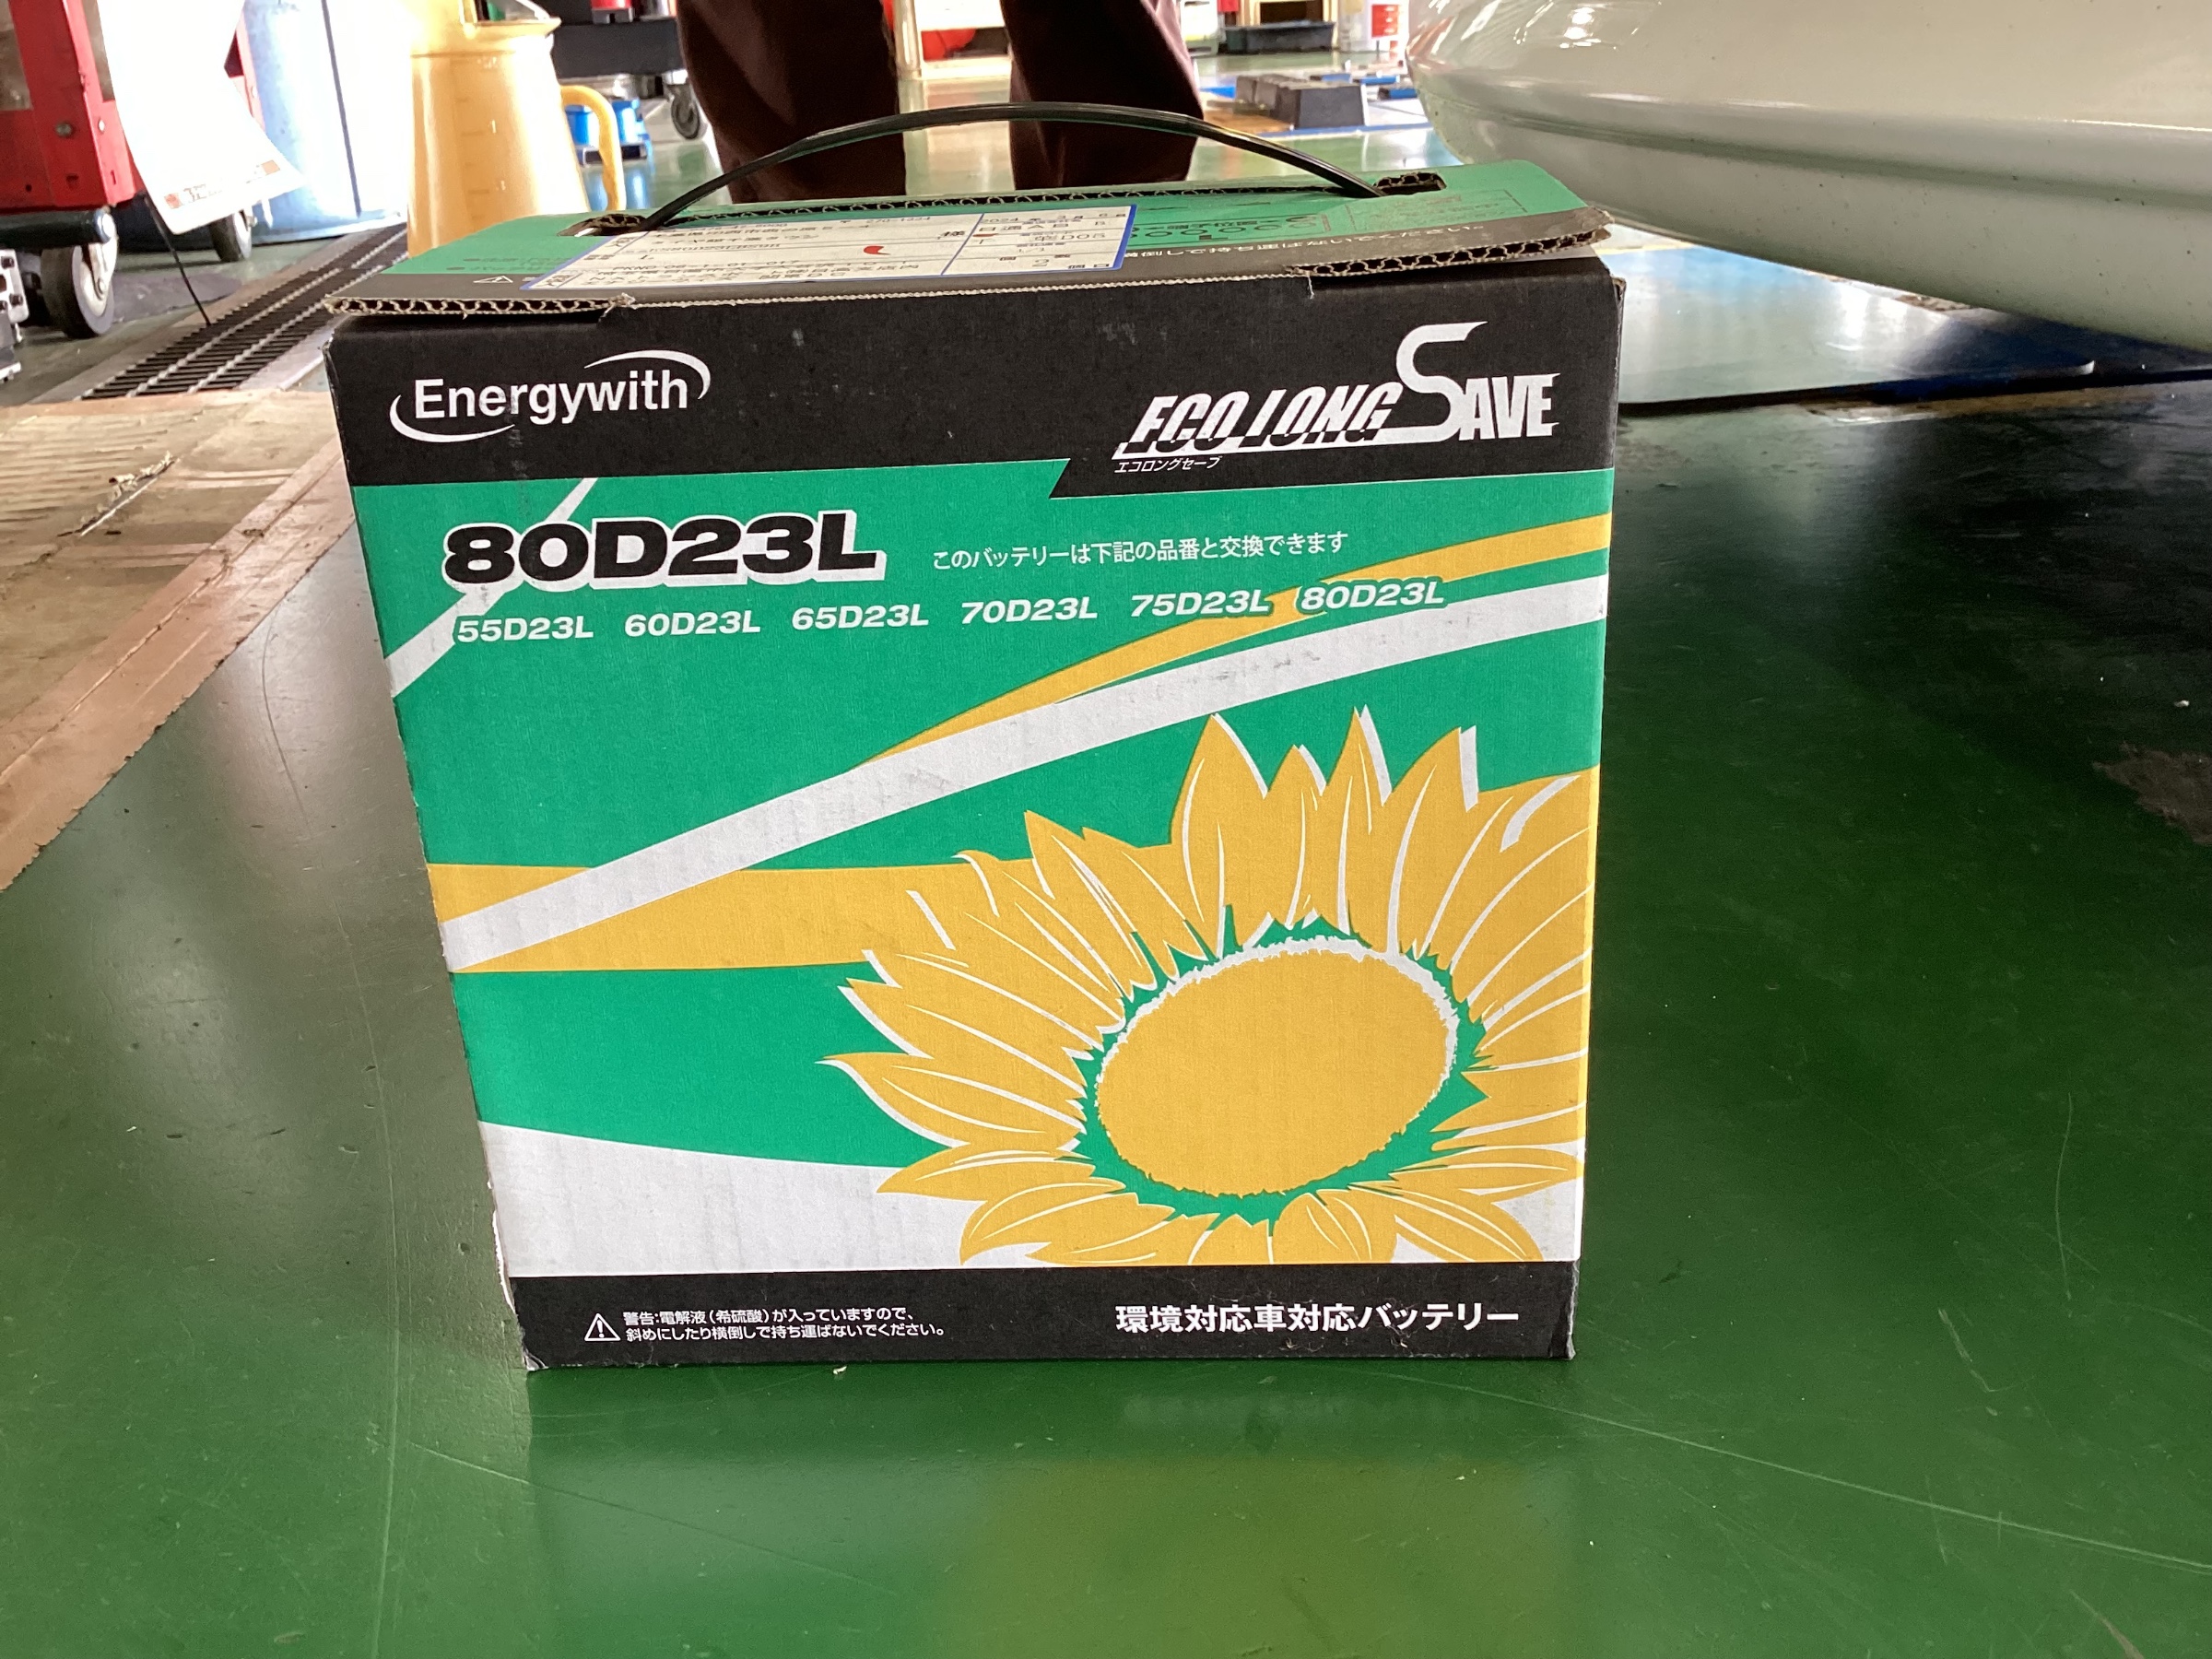 Energywith
ECO LONG SAVE
エコロングセーブ
80D23L
このバッテリーは下記の品番と交換できます
55D23L 60D23L 65D23L 70D23L 75D23L 80D23L
警告:電解液(希硫酸)が入っていますので、
斜めにしたり横倒しで持ち運ばないでください。
環境対応車対応バッテリー